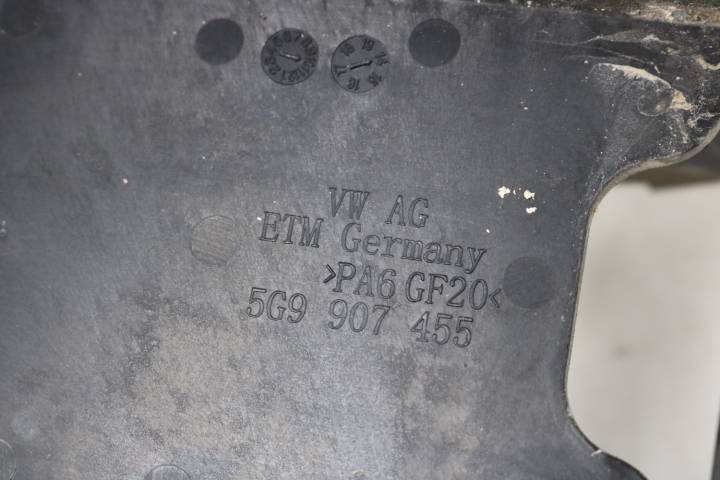 VW AG
ETM Germany
>PA6 GF20<
5G9 907 455